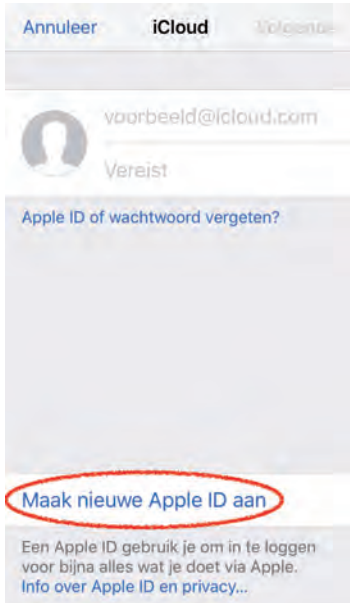 Annuleer iCloud Volgende
voorbeeld@icloud.com
Vereist
Apple ID of wachtwoord vergeten?
Maak nieuwe Apple ID aan
Een Apple ID gebruik je om in te loggen
voor bijna alles wat je doet via Apple.
Info over Apple ID en privacy...